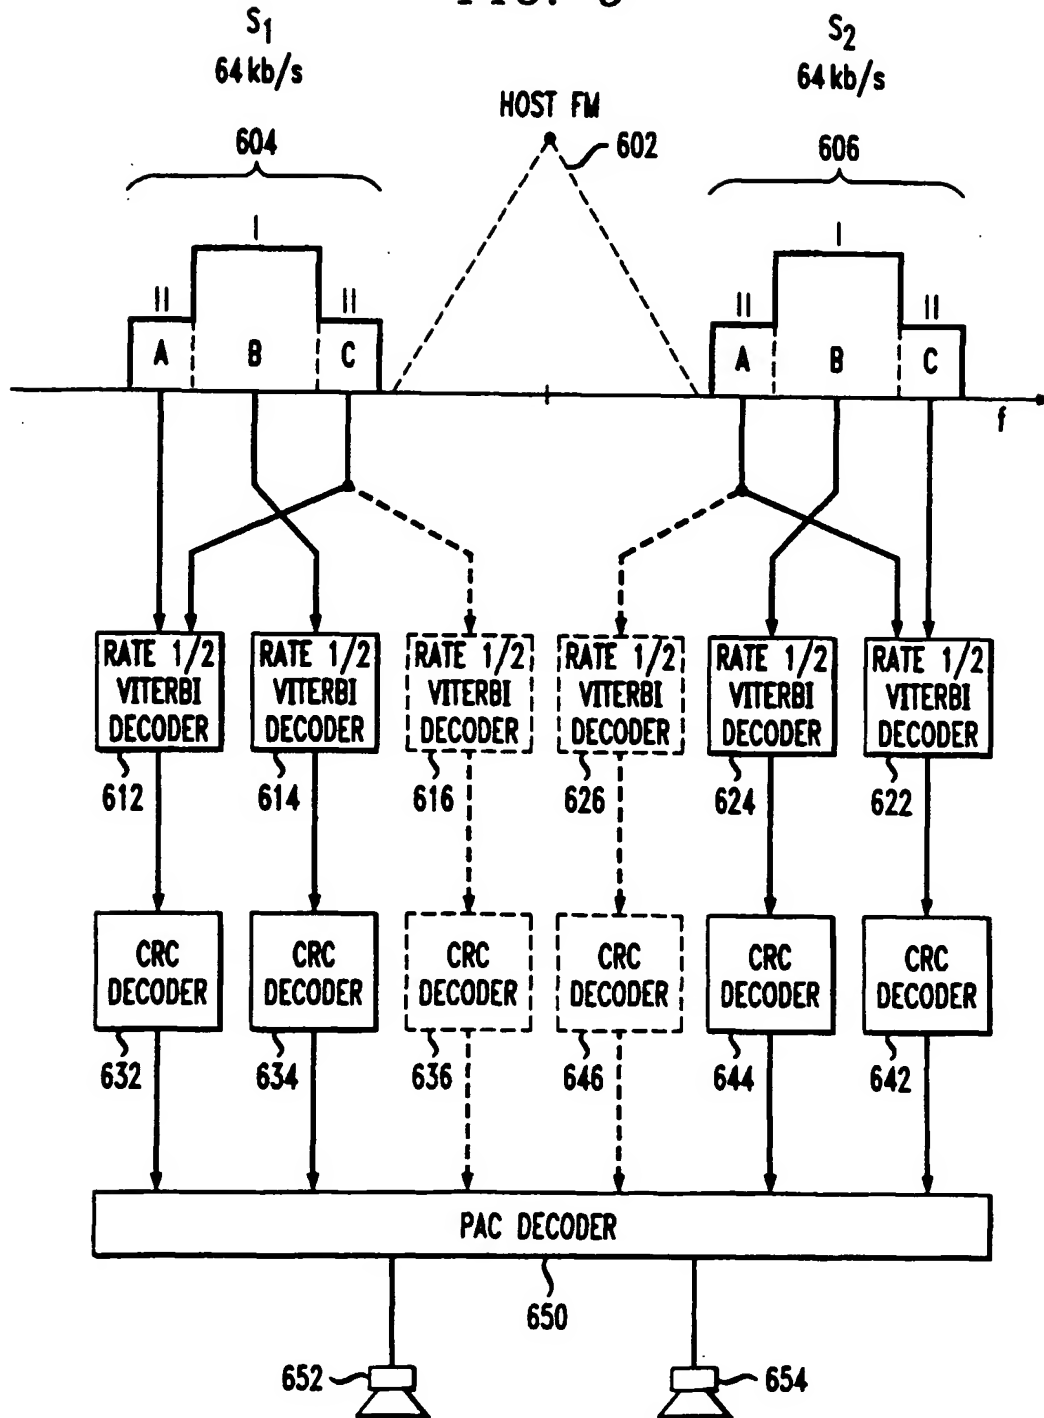 S1
64 kb/s
604
HOST FM
602
S2
64 kb/s
606
I
II
II
A
B
C
I
II
II
A
B
C
f
RATE 1/2
VITERBI
DECODER
612
RATE 1/2
VITERBI
DECODER
614
RATE 1/2
VITERBI
DECODER
616
RATE 1/2
VITERBI
DECODER
626
RATE 1/2
VITERBI
DECODER
624
RATE 1/2
VITERBI
DECODER
622
CRC
DECODER
632
CRC
DECODER
634
CRC
DECODER
636
CRC
DECODER
646
CRC
DECODER
644
CRC
DECODER
642
PAC DECODER
650
652
654